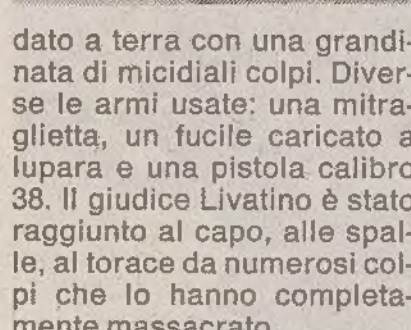 dato a terra con una grandi-
nata di micidiali colpi. Diver-
se le armi usate: una mitra-
glietta, un fucile caricato a
lupara e una pistola calibro
38. Il giudice Livatino è stato
raggiunto al capo, alle spal-
le, al torace da numerosi col-
pi che lo hanno completa-
mente massacrato